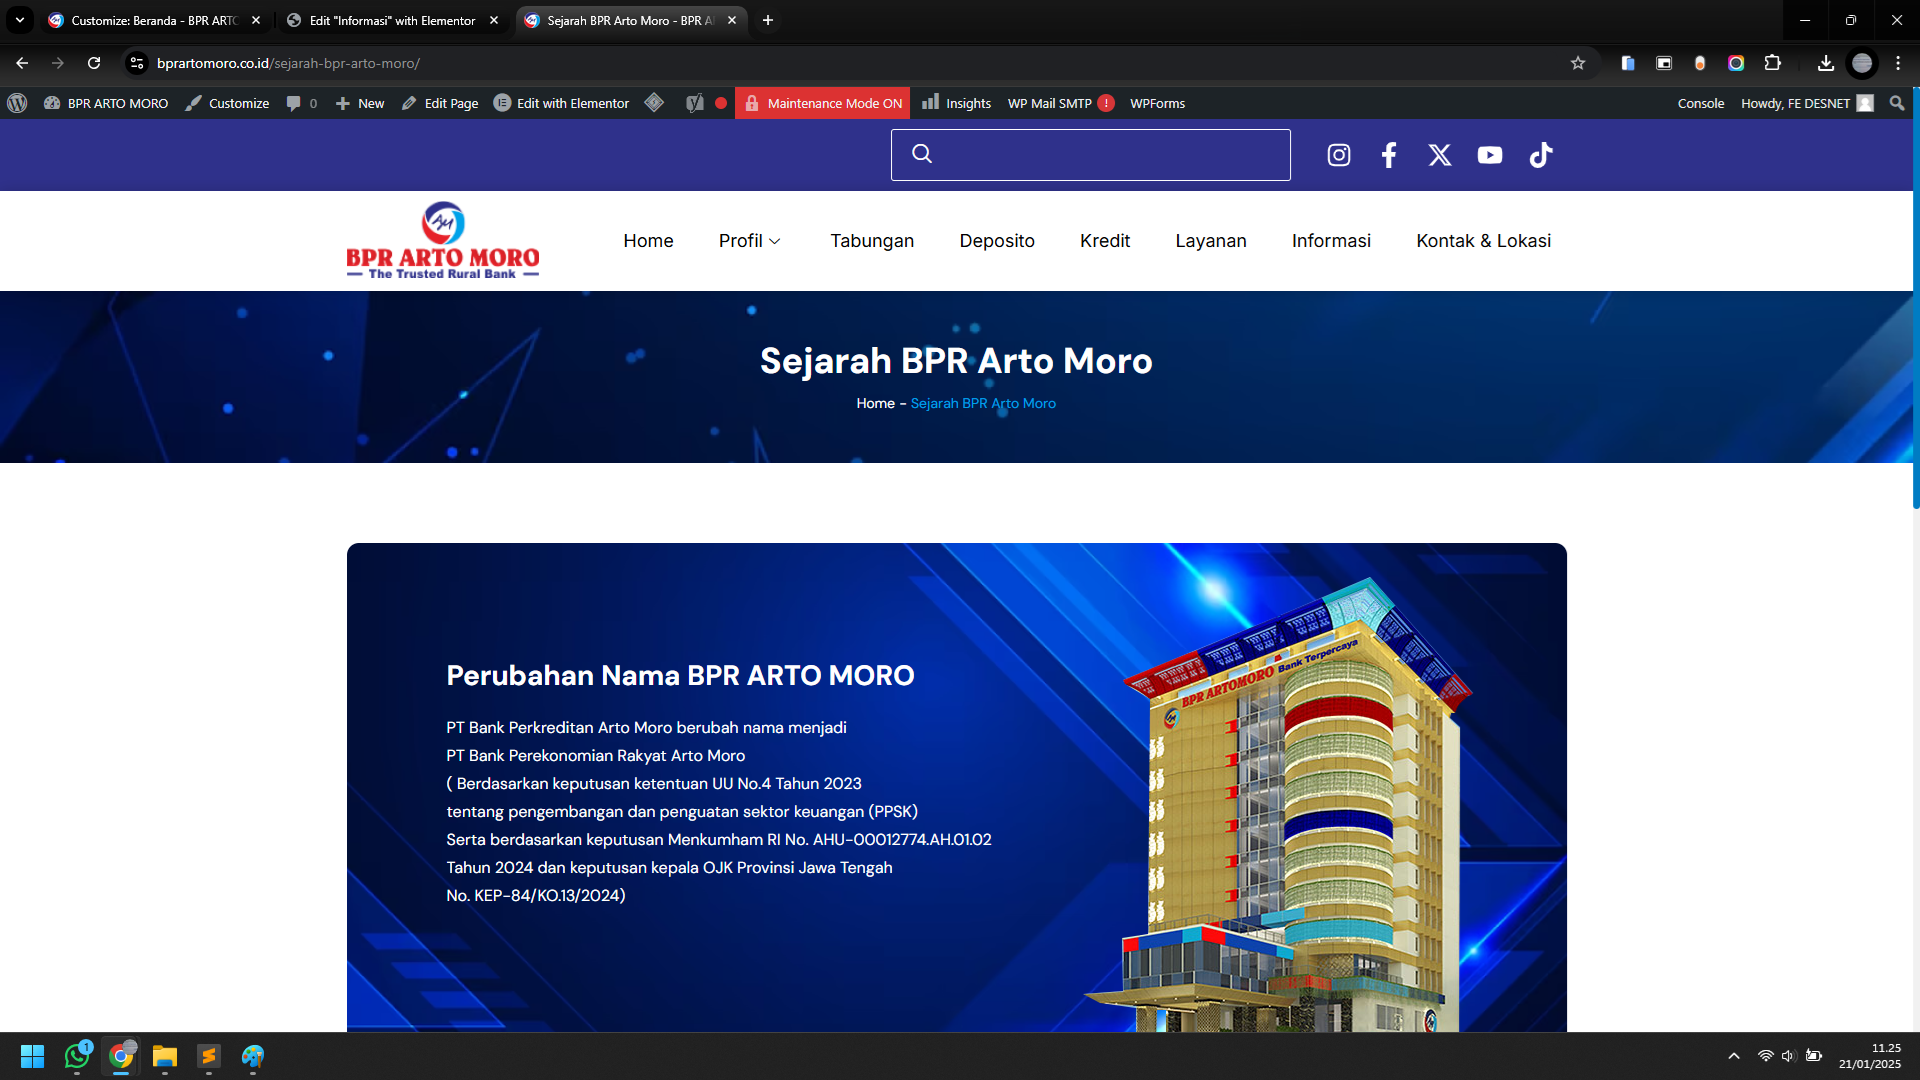 Customize: Beranda - BPR ARTO
Edit "Informasi" with Elementor
Sejarah BPR Arto Moro - BPR A
bprartomoro.co.id/sejarah-bpr-arto-moro/
BPR ARTO MORO
Customize
0
New
Edit Page
Edit with Elementor
Maintenance Mode ON
Insights
WP Mail SMTP !
WPForms
Console
Howdy, FE DESNET
AM
BPR ARTO MORO
The Trusted Rural Bank
Home
Profil
Tabungan
Deposito
Kredit
Layanan
Informasi
Kontak & Lokasi
Sejarah BPR Arto Moro
Home - Sejarah BPR Arto Moro
Perubahan Nama BPR ARTO MORO
PT Bank Perkreditan Arto Moro berubah nama menjadi
PT Bank Perekonomian Rakyat Arto Moro
( Berdasarkan keputusan ketentuan UU No.4 Tahun 2023
tentang pengembangan dan penguatan sektor keuangan (PPSK)
Serta berdasarkan keputusan Menkumham RI No. AHU-00012774.AH.01.02
Tahun 2024 dan keputusan kepala OJK Provinsi Jawa Tengah
No. KEP-84/KO.13/2024)
BPR ARTOMORO Bank Terpercaya
1
11.25
21/01/2025